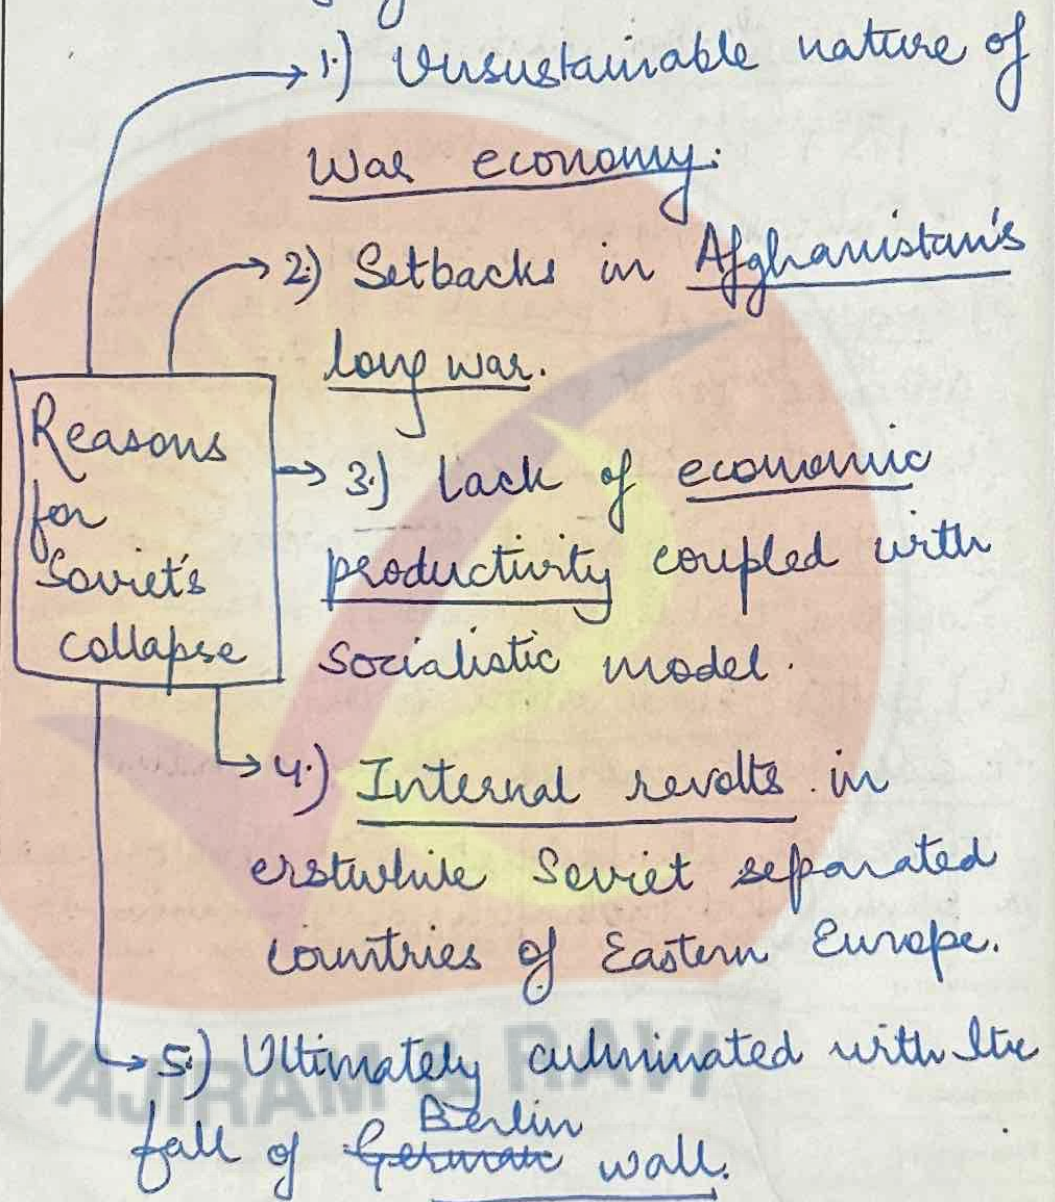 1.) Unsustainable nature of
War economy.
2.) Setbacks in Afghanistan's
long war.
Reasons
for
Soviet's
collapse
3.) Lack of economic
productivity coupled with
Socialistic model.
4.) Internal revolts in
erstwhile Soviet separated
countries of Eastern Europe.
5.) Ultimately culminated with the
Berlin
fall of German wall.
VAJIRAM & RAVI